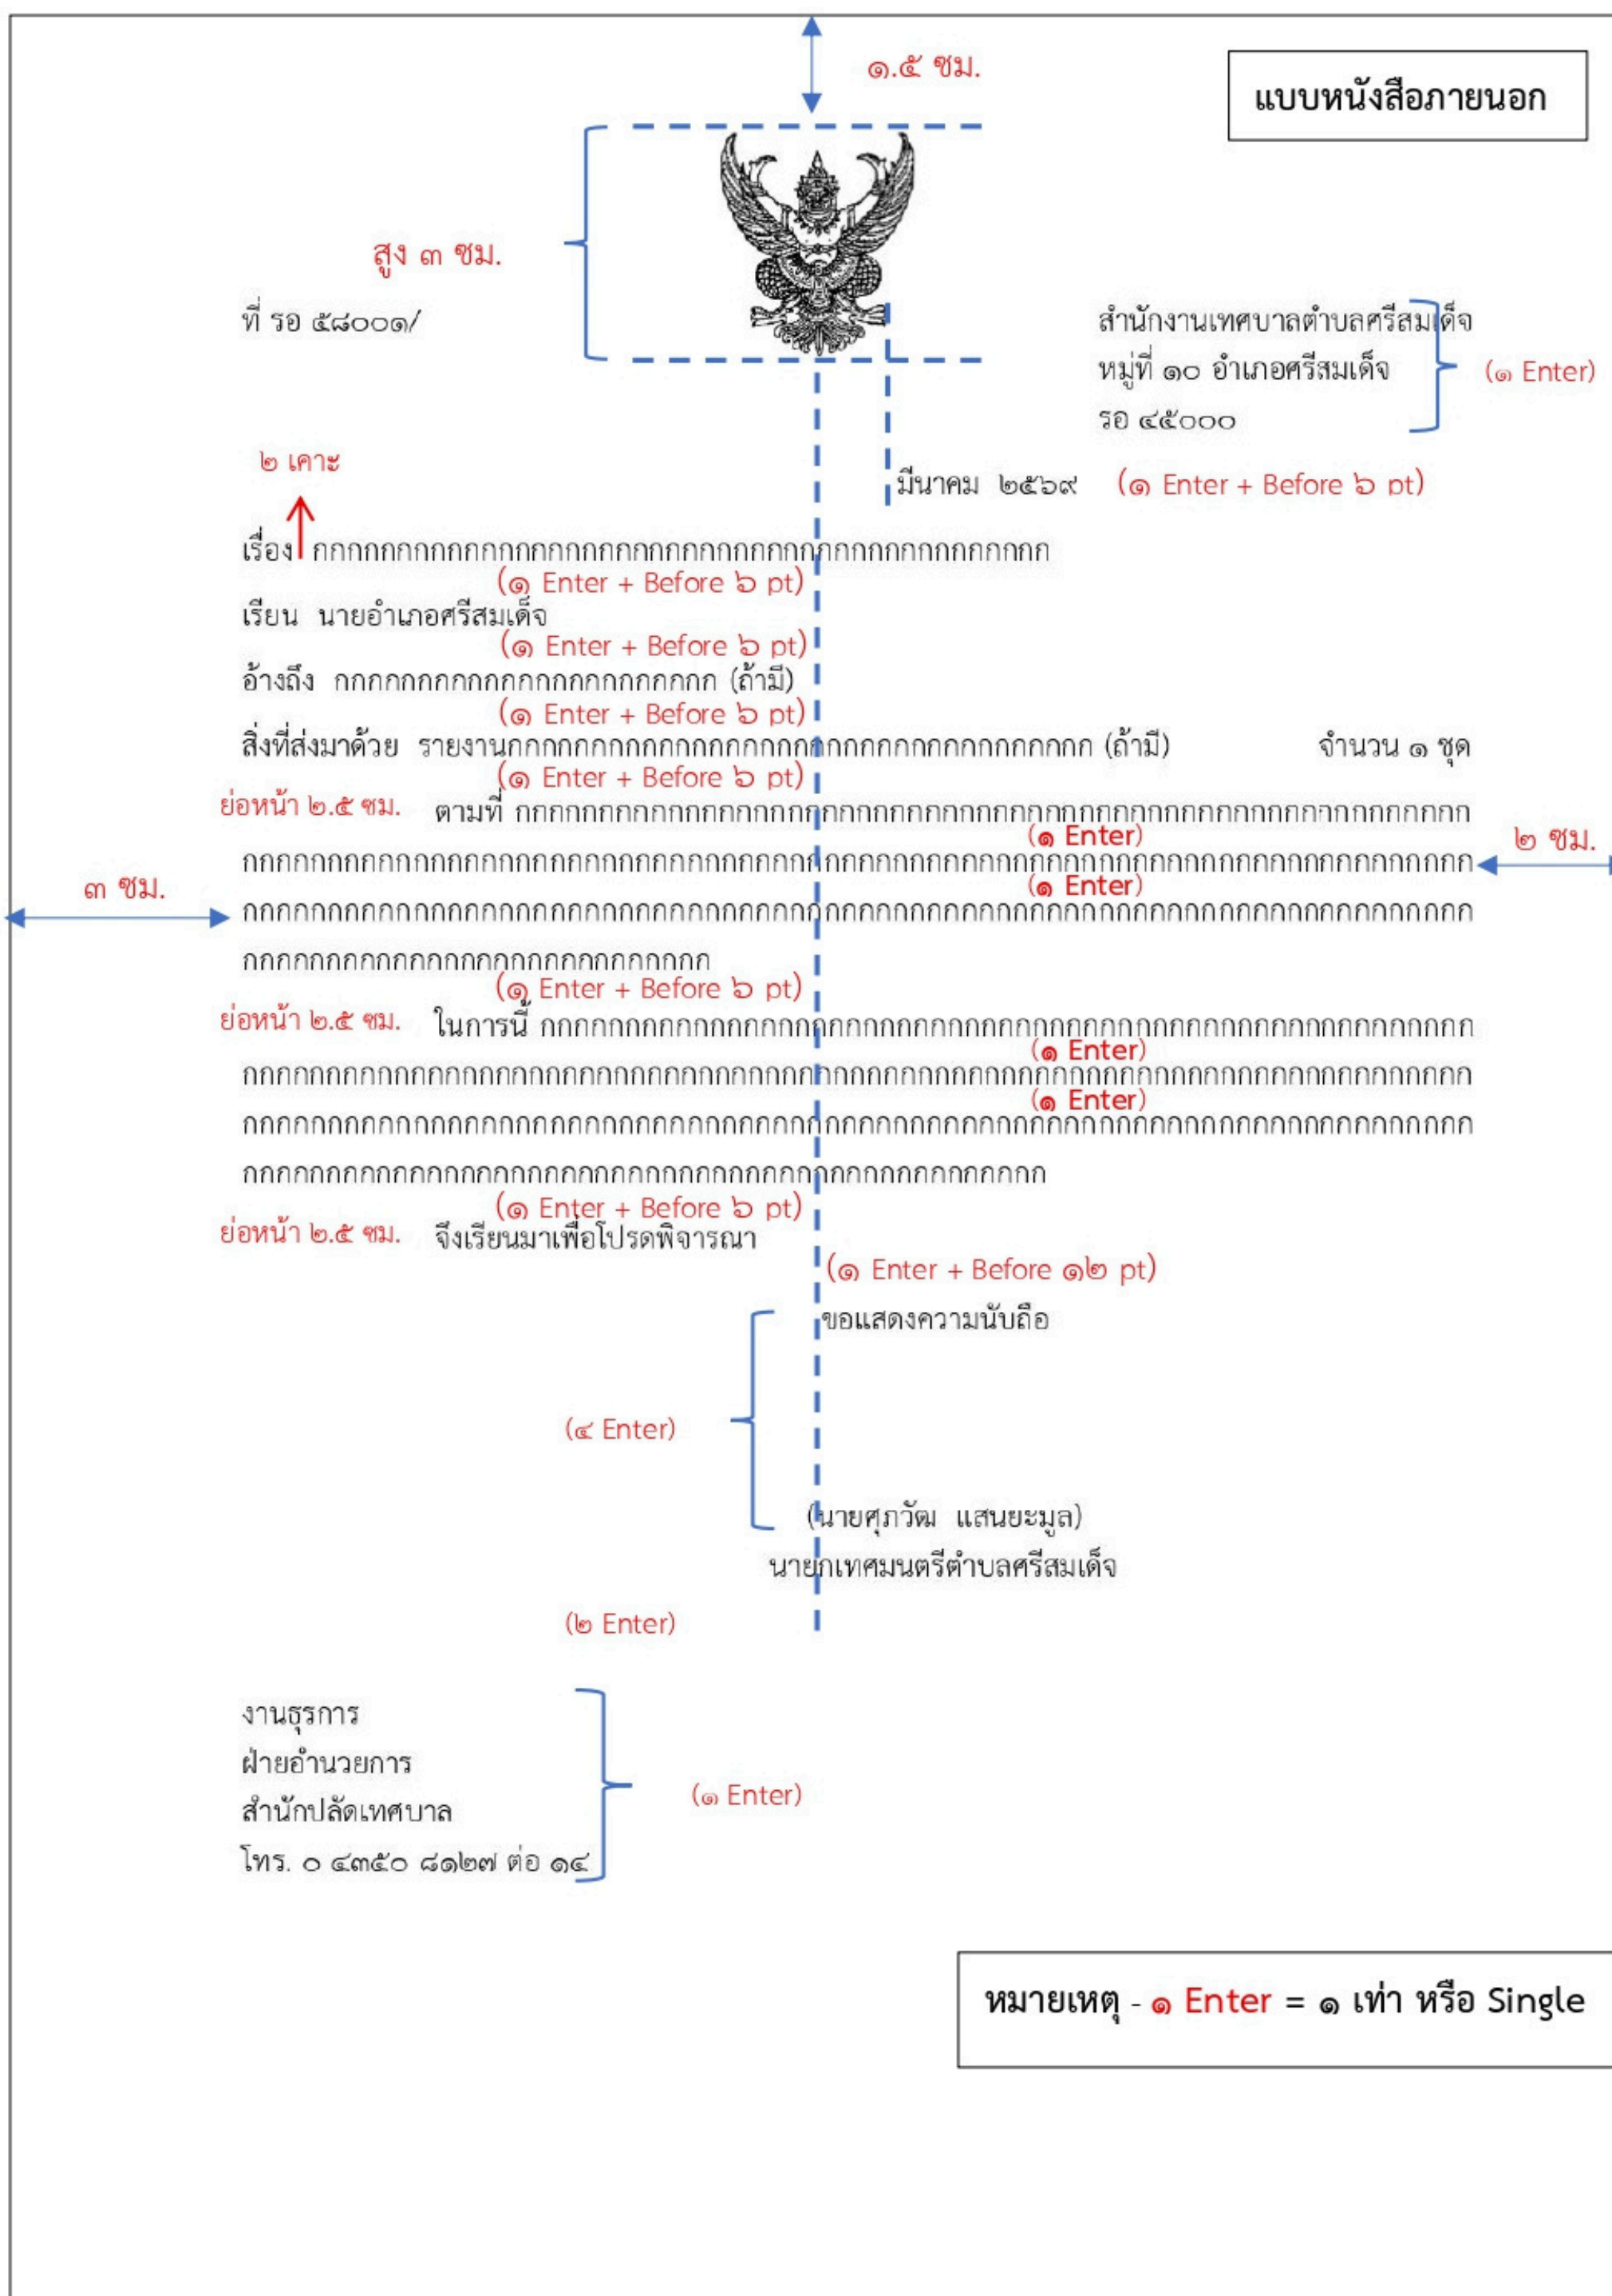 ๑.๕ ซม.
แบบหนังสือภายนอก
สูง ๓ ซม.
ที่ รอ ๕๘๐๐๑/
สำนักงานเทศบาลตำบลศรีสมเด็จ
หมู่ที่ ๑๐ อำเภอศรีสมเด็จ
รอ ๔๕๐๐๐
(๑ Enter)
๒ เคาะ
มีนาคม ๒๕๖๙ (๑ Enter + Before ๖ pt)
เรื่อง กกกกกกกกกกกกกกกกกกกกกกกกกกกกกกกกกกกกกกกกกกกก
(๑ Enter + Before ๖ pt)
เรียน นายอำเภอศรีสมเด็จ
(๑ Enter + Before ๖ pt)
อ้างถึง กกกกกกกกกกกกกกกกกกกกกกก (ถ้ามี)
(๑ Enter + Before ๖ pt)
สิ่งที่ส่งมาด้วย รายงานกกกกกกกกกกกกกกกกกกกกกกกกกกกกกกกกกกก (ถ้ามี) จำนวน ๑ ชุด
(๑ Enter + Before ๖ pt)
ย่อหน้า ๒.๕ ซม. ตามที่ กกกกกกกกกกกกกกกกกกกกกกกกกกกกกกกกกกกกกกกกกกกกกกกกกกกกกกกกก
(๑ Enter)
กกกกกกกกกกกกกกกกกกกกกกกกกกกกกกกกกกกกกกกกกกกกกกกกกกกกกกกกกกกกกกกกกกกกกกกกก
๒ ซม.
(๑ Enter)
๓ ซม.
กกกกกกกกกกกกกกกกกกกกกกกกกกกกกกกกกกกกกกกกกกกกกกกกกกกกกกกกกกกกกกกกกกกกกกกกก
กกกกกกกกกกกกกกกกกกกกกกกกกกกก
(๑ Enter + Before ๖ pt)
ย่อหน้า ๒.๕ ซม. ในการนี้ กกกกกกกกกกกกกกกกกกกกกกกกกกกกกกกกกกกกกกกกกกกกกกกกกกกกกกกก
(๑ Enter)
กกกกกกกกกกกกกกกกกกกกกกกกกกกกกกกกกกกกกกกกกกกกกกกกกกกกกกกกกกกกกกกกกกกกกกกกก
(๑ Enter)
กกกกกกกกกกกกกกกกกกกกกกกกกกกกกกกกกกกกกกกกกกกกกกกกกกกกกกกกกกกกกกกกกกกกกกกกก
กกกกกกกกกกกกกกกกกกกกกกกกกกกกกกกกกกกกกกกกกกกกกกกก
(๑ Enter + Before ๖ pt)
ย่อหน้า ๒.๕ ซม. จึงเรียนมาเพื่อโปรดพิจารณา
(๑ Enter + Before ๑๒ pt)
ขอแสดงความนับถือ
(๔ Enter)
(นายศุภวัฒ แสนยะมูล)
นายกเทศมนตรีตำบลศรีสมเด็จ
(๒ Enter)
งานธุรการ
ฝ่ายอำนวยการ
สำนักปลัดเทศบาล
(๑ Enter)
โทร. ๐ ๔๓๕๐ ๘๑๒๗ ต่อ ๑๔
หมายเหตุ - ๑ Enter = ๑ เท่า หรือ Single